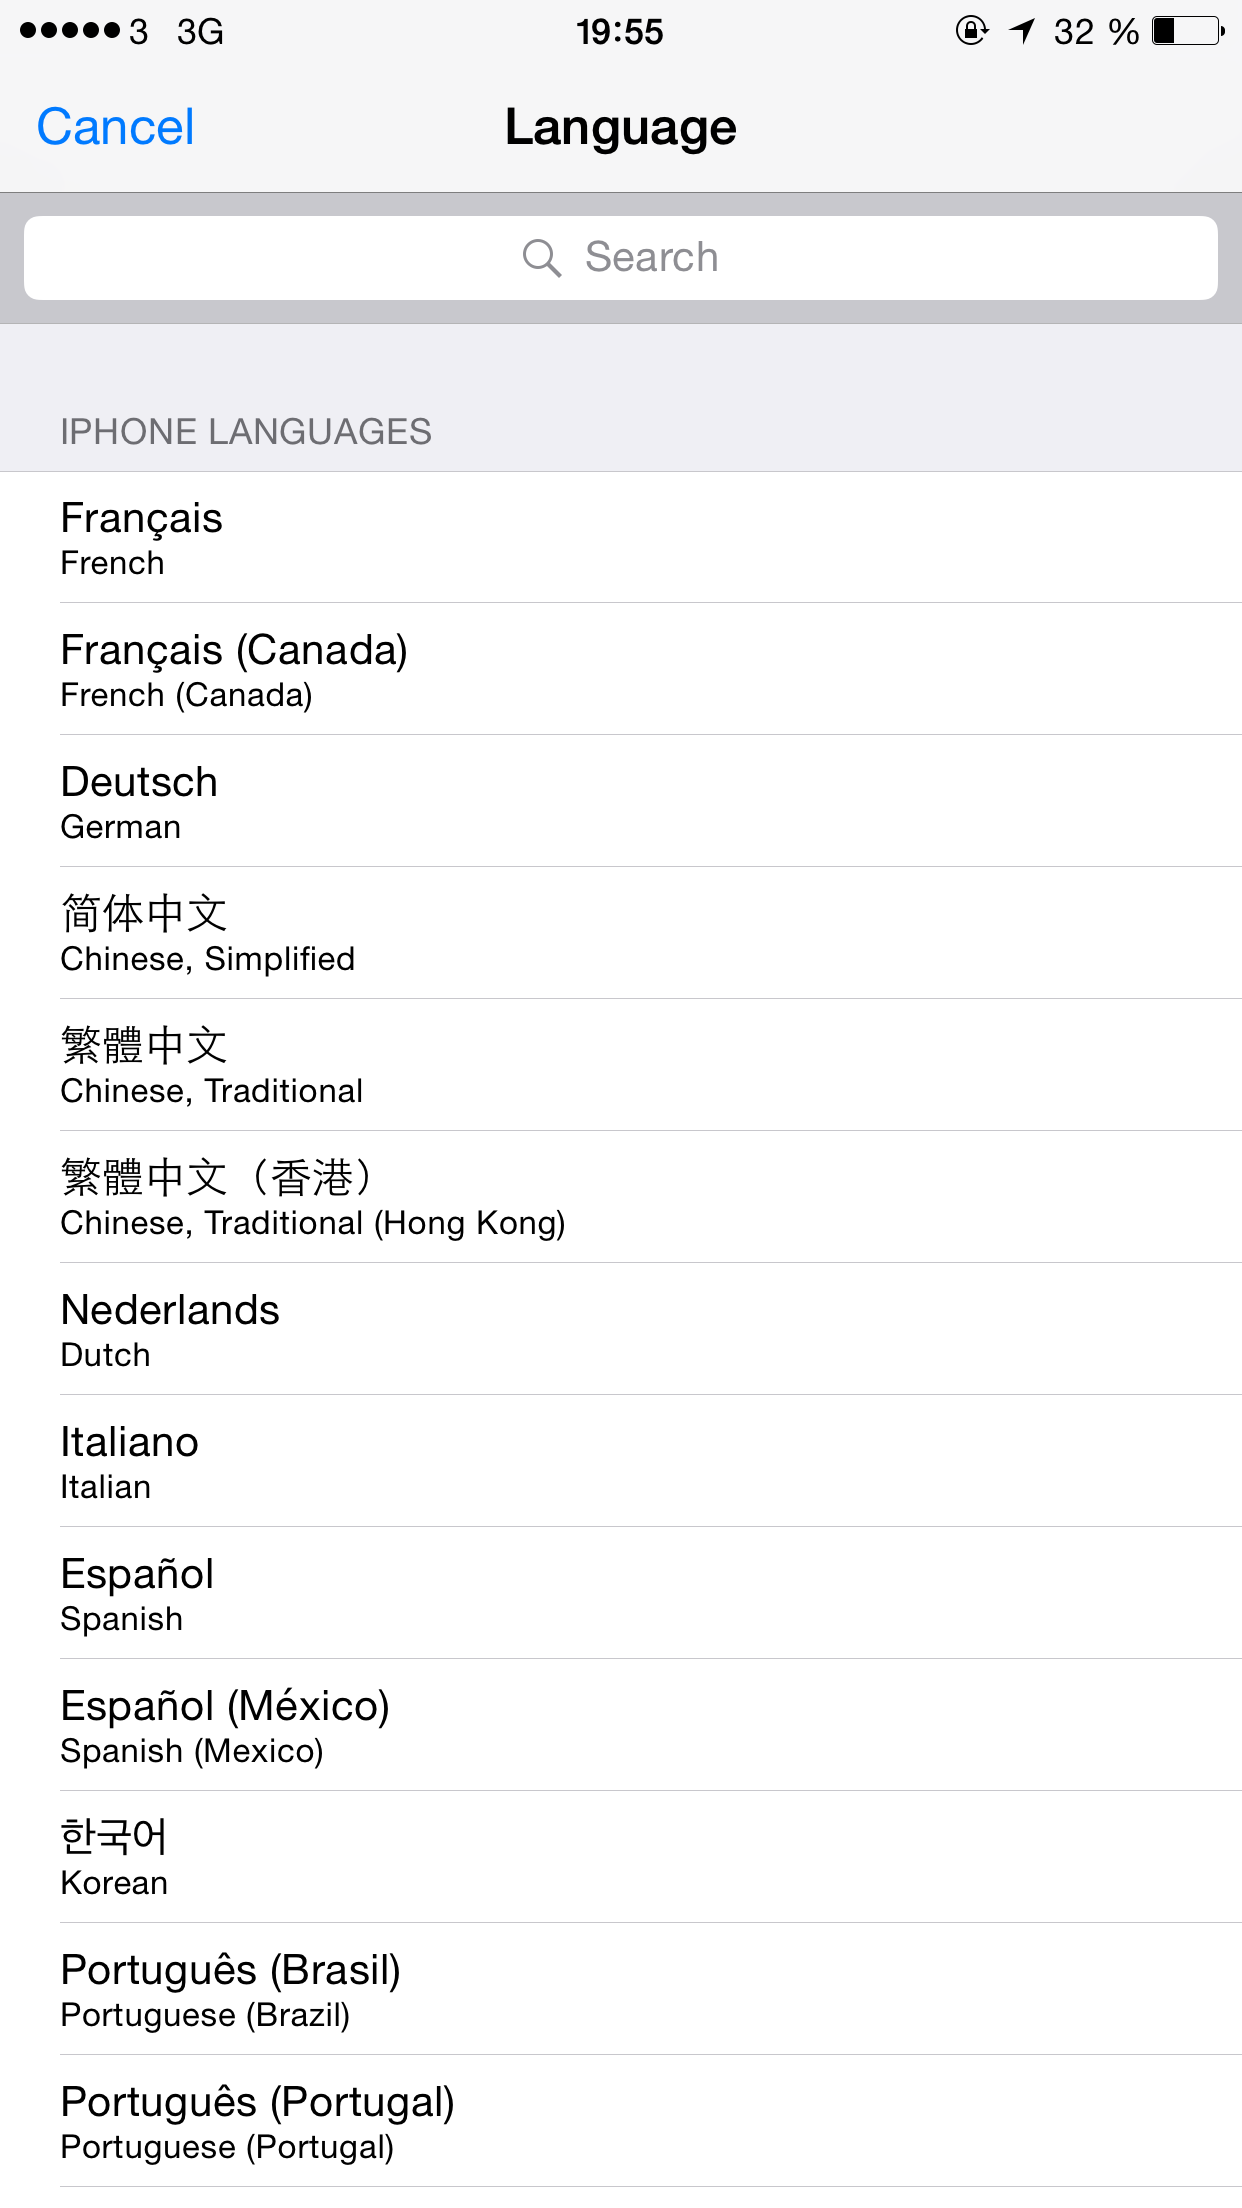 3 3G 19:55 32 %
Cancel Language
Search
IPHONE LANGUAGES
Français
French
Français (Canada)
French (Canada)
Deutsch
German
简体中文
Chinese, Simplified
繁體中文
Chinese, Traditional
繁體中文（香港）
Chinese, Traditional (Hong Kong)
Nederlands
Dutch
Italiano
Italian
Español
Spanish
Español (México)
Spanish (Mexico)
한국어
Korean
Português (Brasil)
Portuguese (Brazil)
Português (Portugal)
Portuguese (Portugal)